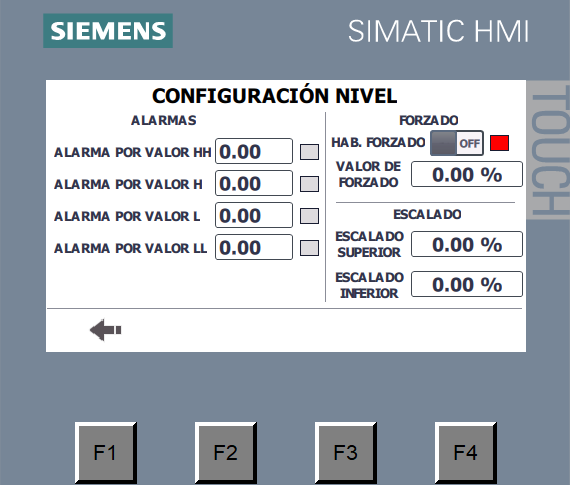 SIEMENS
SIMATIC HMI
TOUCH
CONFIGURACIÓN NIVEL
ALARMAS
ALARMA POR VALOR HH 0.00
ALARMA POR VALOR H 0.00
ALARMA POR VALOR L 0.00
ALARMA POR VALOR LL 0.00
FORZADO
HAB. FORZADO OFF
VALOR DE
FORZADO
0.00 %
ESCALADO
ESCALADO
SUPERIOR
0.00 %
ESCALADO
INFERIOR
0.00 %
F1 F2 F3 F4